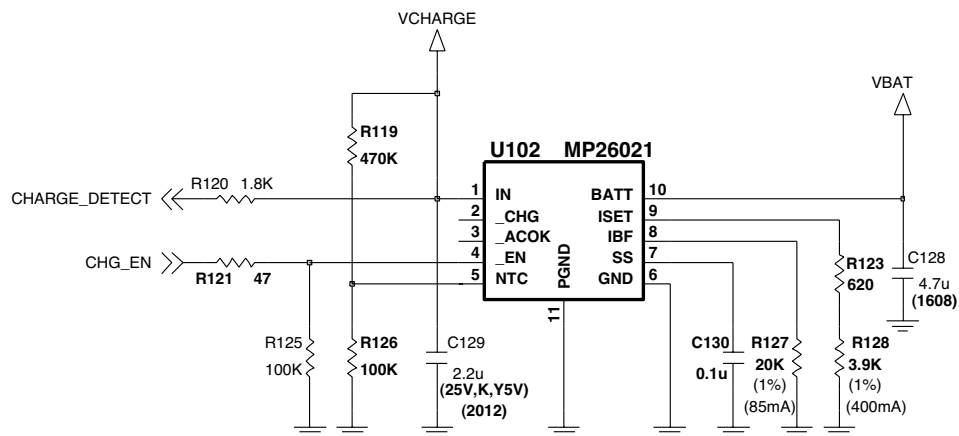 VCHARGE
VBAT
R119
470K
U102 MP26021
R120 1.8K
CHARGE_DETECT
CHG_EN
R121 47
1 IN
2 _CHG
3 _ACOK
4 _EN
5 NTC
PGND
11
BATT 10
ISET 9
IBF 8
SS 7
GND 6
R123
620
C128
4.7u
(1608)
R125
100K
R126
100K
C129
2.2u
(25V,K,Y5V)
(2012)
C130
0.1u
R127
20K
(1%)
(85mA)
R128
3.9K
(1%)
(400mA)